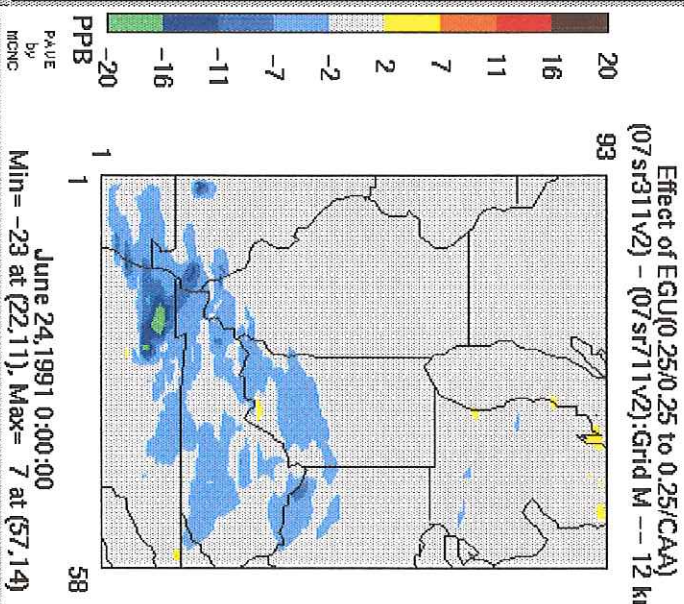 Effect of EGU(0.25/0.25 to 0.25/CAA)
(07sr311v2) - (07sr711v2):Grid M --- 12 k
93
1
1
58
20
16
11
7
2
-2
-7
-11
-16
-20
PPB
PAVE
by
MCNC
June 24,1991 0:00:00
Min= -23 at (22,11), Max= 7 at (57,14)